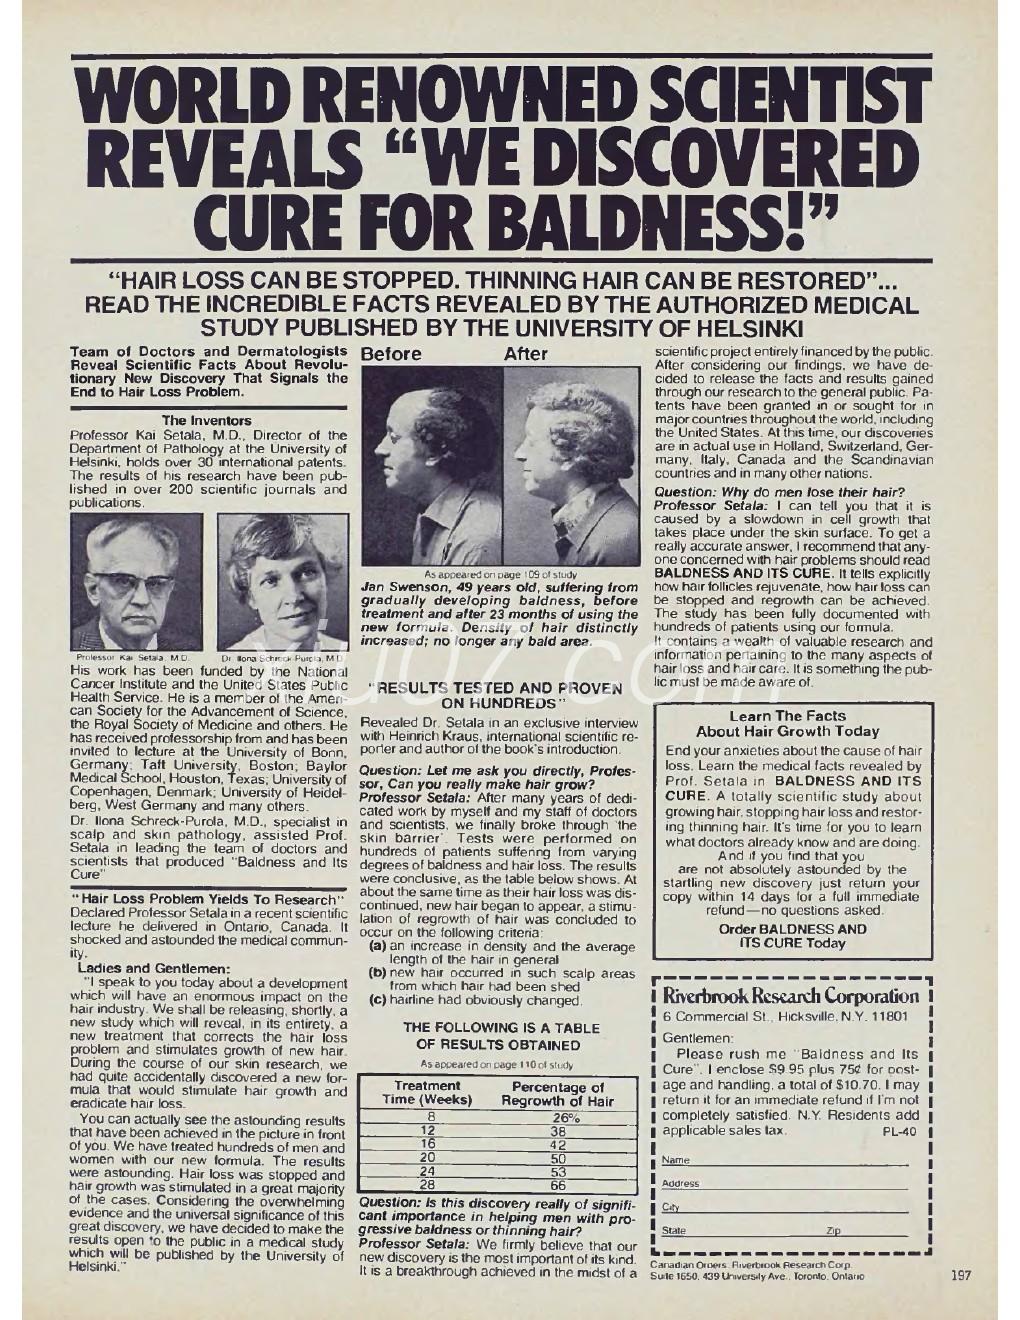 WORLD RENOWNED SCIENTIST
REVEALS “WE DISCOVERED
CURE FOR BALDNESS!”
“HAIR LOSS CAN BE STOPPED. THINNING HAIR CAN BE RESTORED”...
READ THE INCREDIBLE FACTS REVEALED BY THE AUTHORIZED MEDICAL
STUDY PUBLISHED BY THE UNIVERSITY OF HELSINKI
Team of Doctors and Dermatologists
Reveal Scientific Facts About Revolu-
tionary New Discovery That Signals the
End to Hair Loss Problem.
The Inventors
Professor Kai Setala, M.D., Director of the
Department of Pathology at the University of
Helsinki, holds over 30 international patents.
The results of his research have been pub-
lished in over 200 scientific journals and
publications.
Professor Kai Setala, M.D.
Dr. Ilona Schreck-Purola, M.D.
His work has been funded by the National
Cancer Institute and the United States Public
Health Service. He is a member of the Ameri-
can Society for the Advancement of Science,
the Royal Society of Medicine and others. He
has received professorship from and has been
invited to lecture at the University of Bonn,
Germany; Taft University, Boston; Baylor
Medical School, Houston, Texas; University of
Copenhagen, Denmark; University of Heidel-
berg, West Germany and many others.
Dr. Ilona Schreck-Purola, M.D., specialist in
scalp and skin pathology, assisted Prof.
Setala in leading the team of doctors and
scientists that produced "Baldness and Its
Cure"
"Hair Loss Problem Yields To Research"
Declared Professor Setala in a recent scientific
lecture he delivered in Ontario, Canada. It
shocked and astounded the medical commun-
ity.
Ladies and Gentlemen:
"I speak to you today about a development
which will have an enormous impact on the
hair industry. We shall be releasing, shortly, a
new study which will reveal, in its entirety, a
new treatment that corrects the hair loss
problem and stimulates growth of new hair.
During the course of our skin research, we
had quite accidentally discovered a new for-
mula that would stimulate hair growth and
eradicate hair loss.
You can actually see the astounding results
that have been achieved in the picture in front
of you. We have treated hundreds of men and
women with our new formula. The results
were astounding. Hair loss was stopped and
hair growth was stimulated in a great majority
of the cases. Considering the overwhelming
evidence and the universal significance of this
great discovery, we have decided to make the
results open to the public in a medical study
which will be published by the University of
Helsinki."
Before After
As appeared on page 109 of study
Jan Swenson, 49 years old, suffering from
gradually developing baldness, before
treatment and after 23 months of using the
new formula. Density of hair distinctly
increased; no longer any bald area.
"RESULTS TESTED AND PROVEN
ON HUNDREDS"
Revealed Dr. Setala in an exclusive interview
with Heinrich Kraus, international scientific re-
porter and author of the book's introduction.
Question: Let me ask you directly, Profes-
sor, Can you really make hair grow?
Professor Setala: After many years of dedi-
cated work by myself and my staff of doctors
and scientists, we finally broke through 'the
skin barrier'. Tests were performed on
hundreds of patients suffering from varying
degrees of baldness and hair loss. The results
were conclusive, as the table below shows. At
about the same time as their hair loss was dis-
continued, new hair began to appear, a stimu-
lation of regrowth of hair was concluded to
occur on the following criteria:
(a) an increase in density and the average
length of the hair in general
(b) new hair occurred in such scalp areas
from which hair had been shed
(c) hairline had obviously changed.
THE FOLLOWING IS A TABLE
OF RESULTS OBTAINED
As appeared on page 110 of study
Treatment Percentage of
Time (Weeks) Regrowth of Hair
8 26%
12 38
16 42
20 50
24 53
28 66
Question: Is this discovery really of signifi-
cant importance in helping men with pro-
gressive baldness or thinning hair?
Professor Setala: We firmly believe that our
new discovery is the most important of its kind.
It is a breakthrough achieved in the midst of a
scientific project entirely financed by the public.
After considering our findings, we have de-
cided to release the facts and results gained
through our research to the general public. Pa-
tents have been granted in or sought for in
major countries throughout the world, including
the United States. At this time, our discoveries
are in actual use in Holland, Switzerland, Ger-
many, Italy, Canada and the Scandinavian
countries and in many other nations.
Question: Why do men lose their hair?
Professor Setala: I can tell you that it is
caused by a slowdown in cell growth that
takes place under the skin surface. To get a
really accurate answer, I recommend that any-
one concerned with hair problems should read
BALDNESS AND ITS CURE. It tells explicitly
how hair follicles rejuvenate, how hair loss can
be stopped and regrowth can be achieved.
The study has been fully documented with
hundreds of patients using our formula.
It contains a wealth of valuable research and
information pertaining to the many aspects of
hair loss and hair care. It is something the pub-
lic must be made aware of.
Learn The Facts
About Hair Growth Today
End your anxieties about the cause of hair
loss. Learn the medical facts revealed by
Prof. Setala in BALDNESS AND ITS
CURE. A totally scientific study about
growing hair, stopping hair loss and restor-
ing thinning hair. It's time for you to learn
what doctors already know and are doing.
And if you find that you
are not absolutely astounded by the
startling new discovery just return your
copy within 14 days for a full immediate
refund—no questions asked.
Order BALDNESS AND
ITS CURE Today
Riverbrook Research Corporation
6 Commercial St., Hicksville, N.Y. 11801
Gentlemen:
Please rush me "Baldness and Its
Cure". I enclose $9.95 plus 75¢ for post-
age and handling, a total of $10.70. I may
return it for an immediate refund if I'm not
completely satisfied. N.Y. Residents add
applicable sales tax. PL-40
Name
Address
City
State Zip
Canadian Orders: Riverbrook Research Corp.
Suite 1650, 439 University Ave., Toronto, Ontario
197